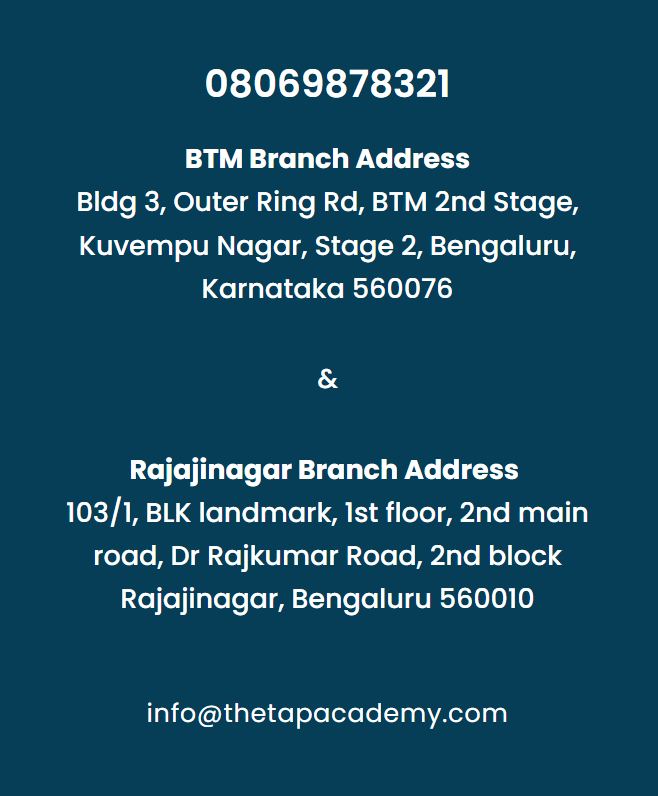 08069878321
BTM Branch Address
Bldg 3, Outer Ring Rd, BTM 2nd Stage,
Kuvempu Nagar, Stage 2, Bengaluru,
Karnataka 560076
&
Rajajinagar Branch Address
103/1, BLK landmark, 1st floor, 2nd main
road, Dr Rajkumar Road, 2nd block
Rajajinagar, Bengaluru 560010
info@thetapacademy.com